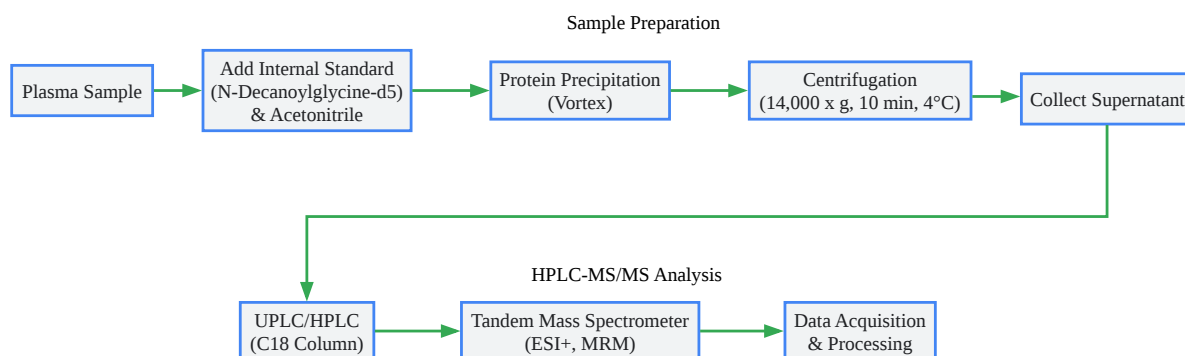 Sample Preparation
Plasma Sample
Add Internal Standard
(N-Decanoylglycine-d5)
& Acetonitrile
Protein Precipitation
(Vortex)
Centrifugation
(14,000 x g, 10 min, 4°C)
Collect Supernatant
HPLC-MS/MS Analysis
UPLC/HPLC
(C18 Column)
Tandem Mass Spectrometer
(ESI+, MRM)
Data Acquisition
& Processing